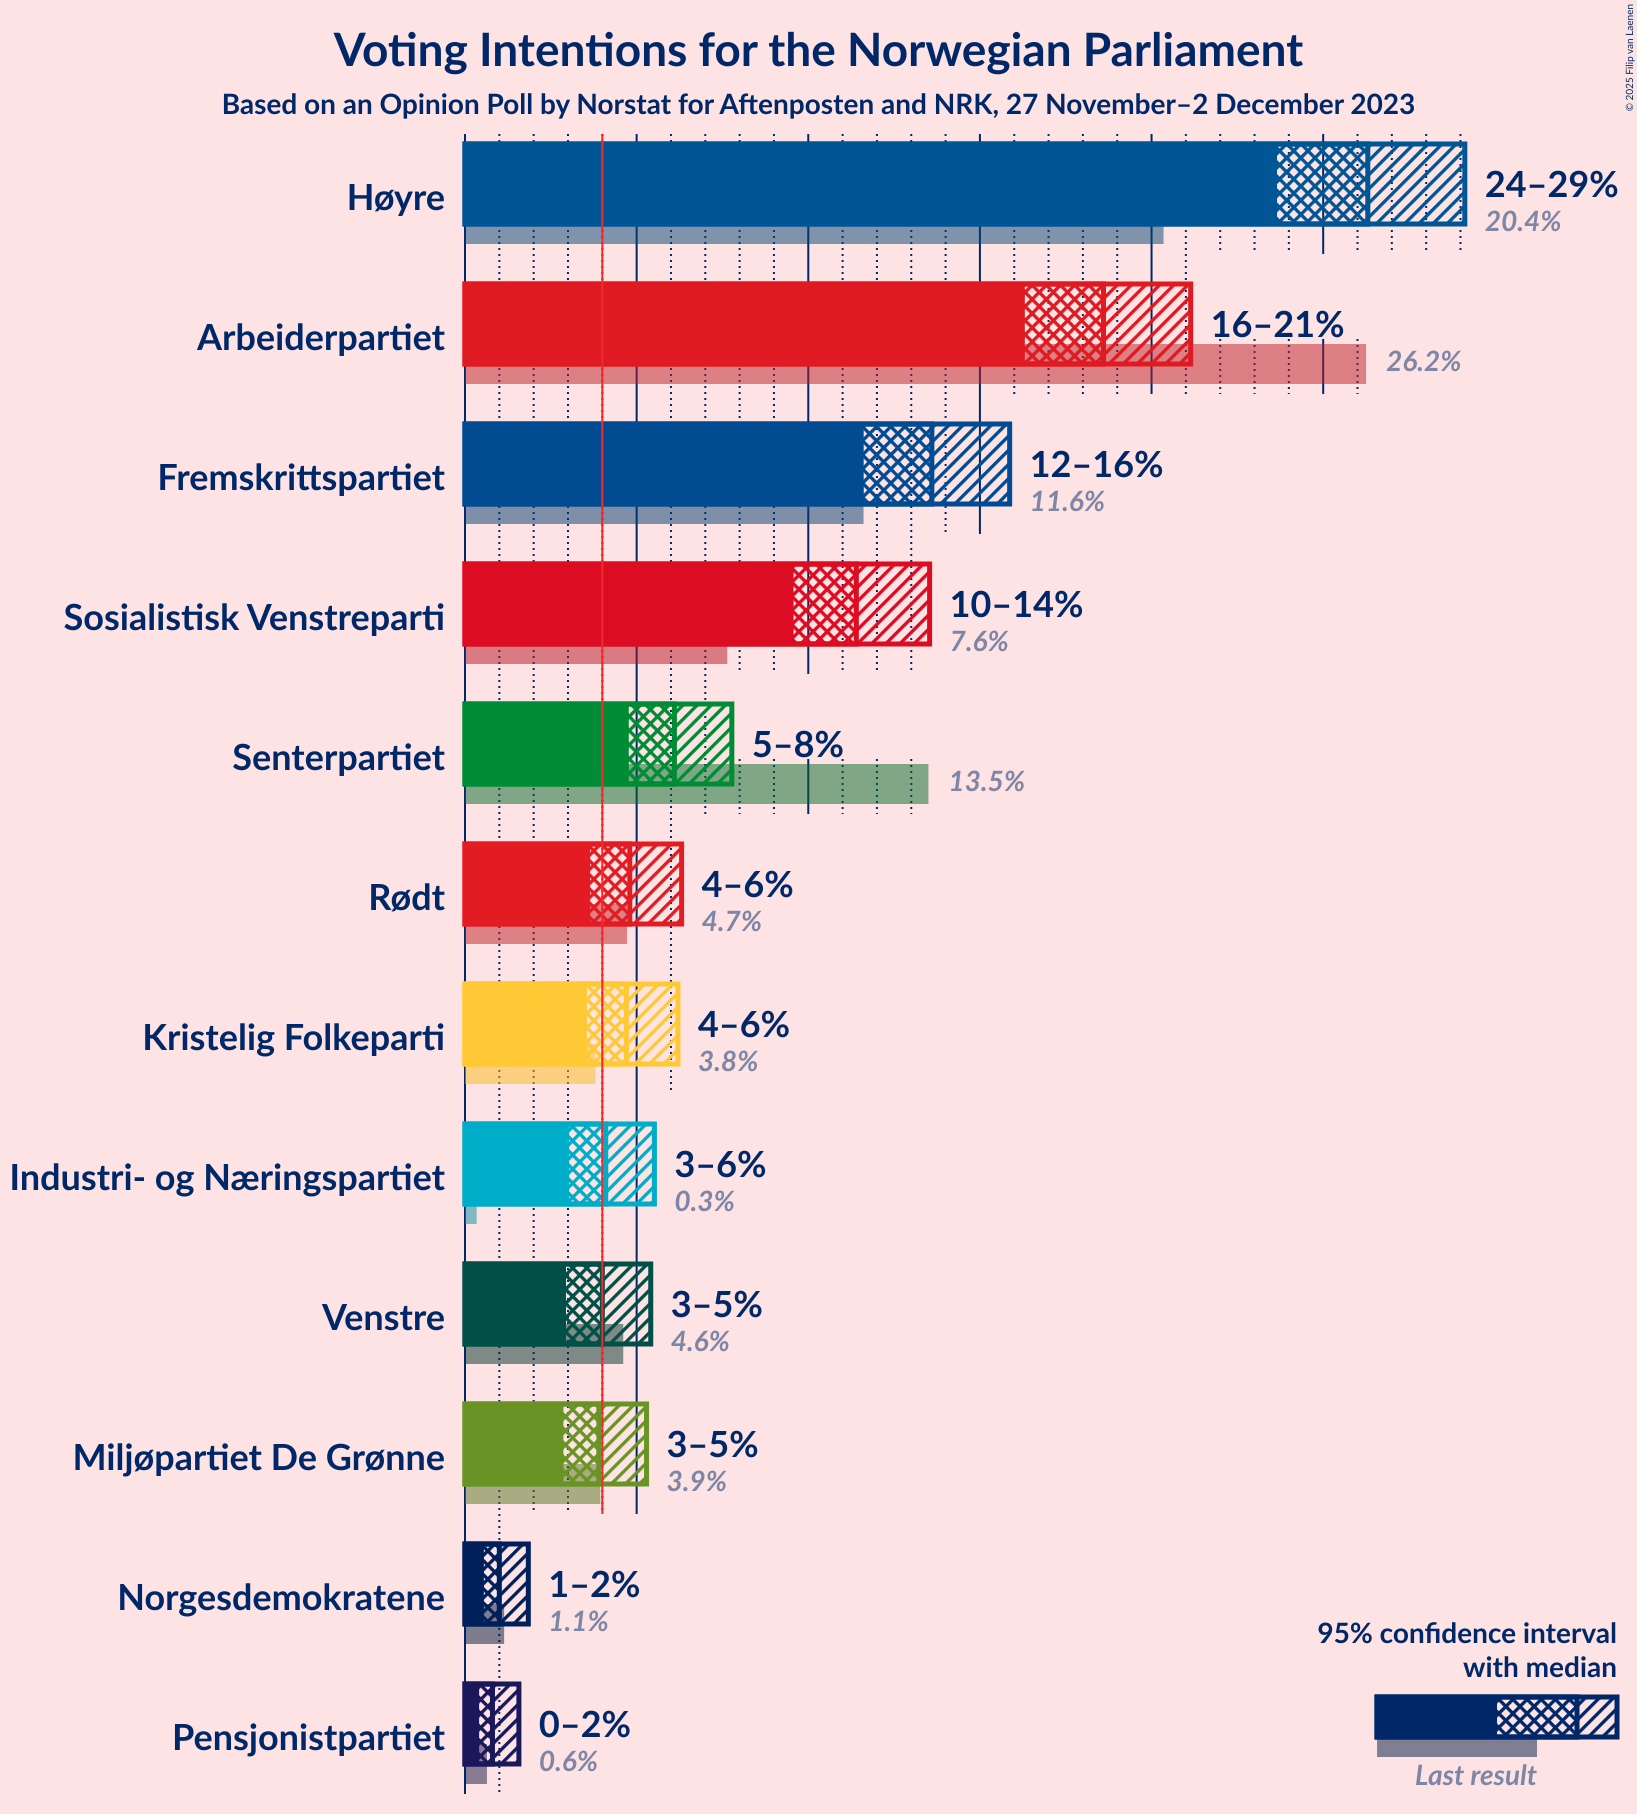 © 2025 Filip van Laenen
Voting Intentions for the Norwegian Parliament
Based on an Opinion Poll by Norstat for Aftenposten and NRK, 27 November–2 December 2023
Høyre
24–29%
20.4%
Arbeiderpartiet
16–21%
26.2%
Fremskrittspartiet
12–16%
11.6%
Sosialistisk Venstreparti
10–14%
7.6%
Senterpartiet
5–8%
13.5%
Rødt
4–6%
4.7%
Kristelig Folkeparti
4–6%
3.8%
Industri- og Næringspartiet
3–6%
0.3%
Venstre
3–5%
4.6%
Miljøpartiet De Grønne
3–5%
3.9%
Norgesdemokratene
1–2%
1.1%
Pensjonistpartiet
0–2%
0.6%
95% confidence interval
with median
Last result